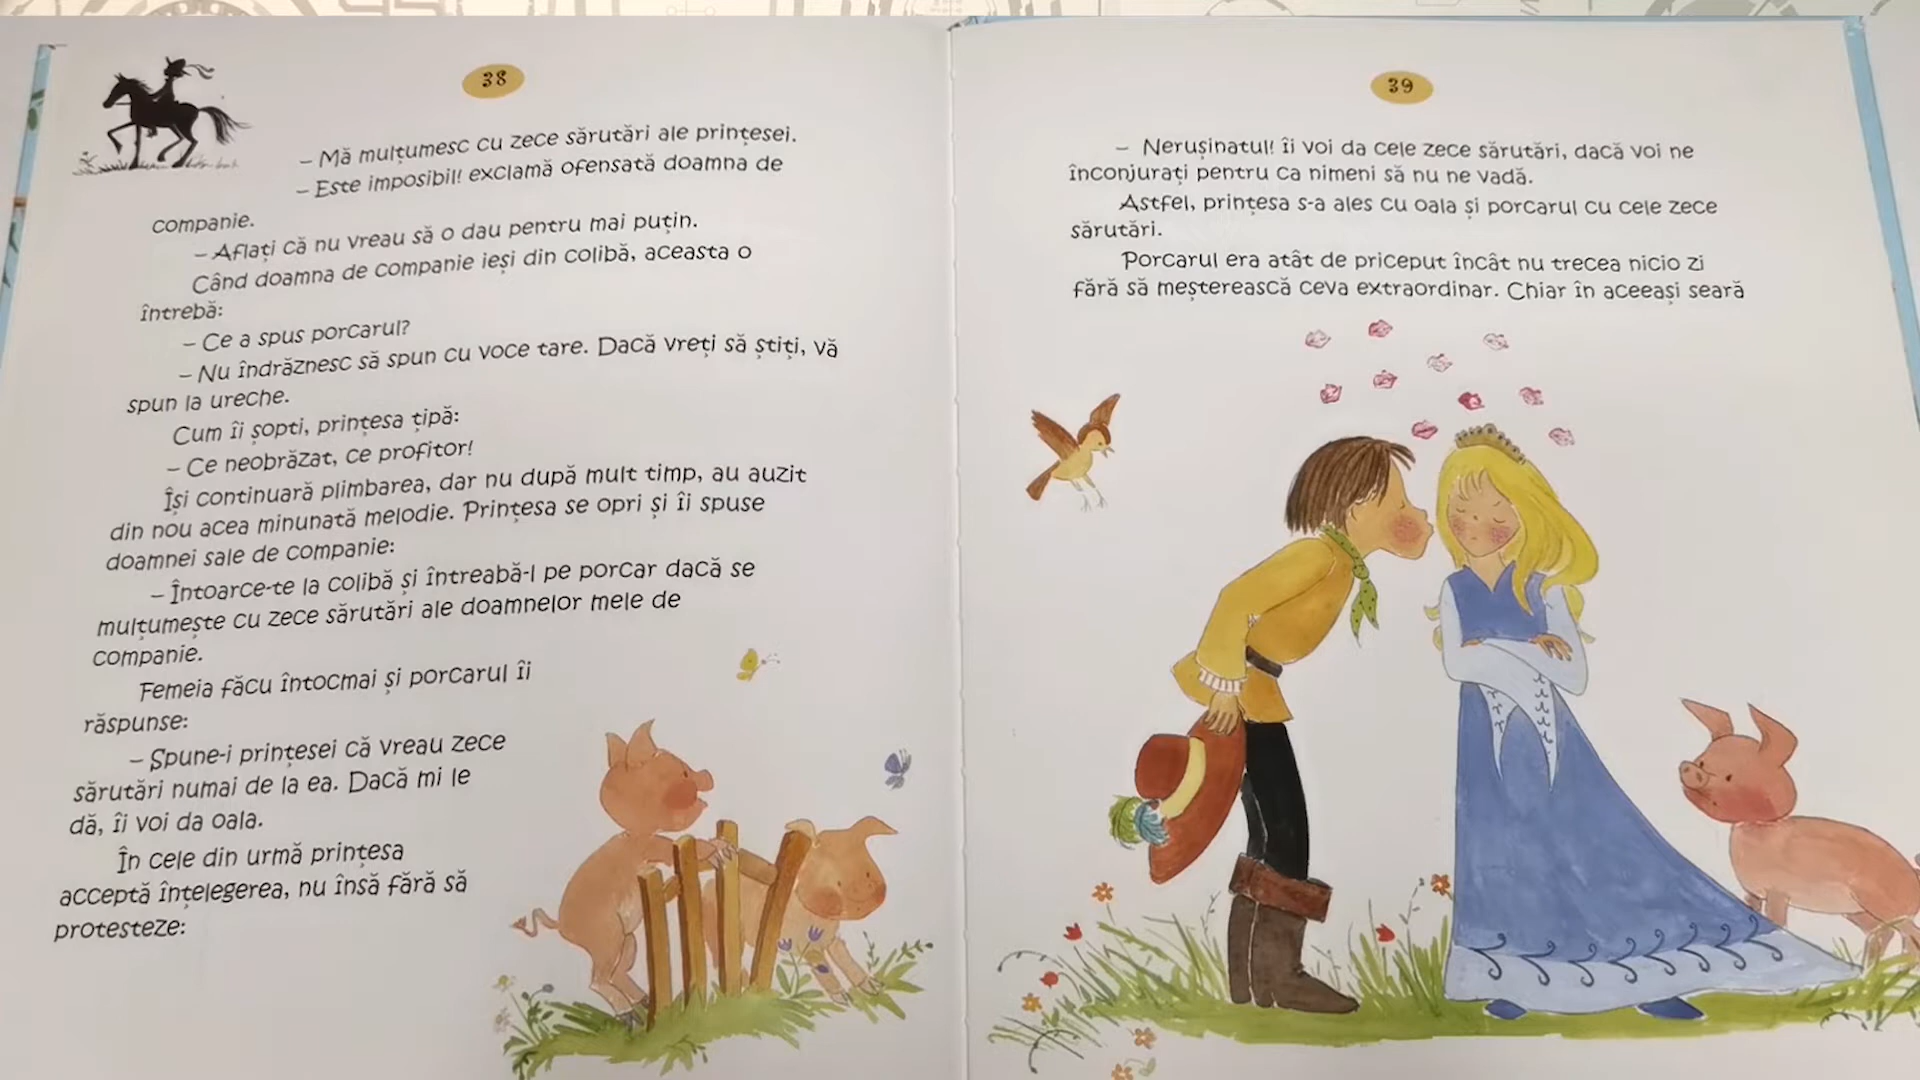 38
– Mă mulțumesc cu zece sărutări ale prințesei.
– Este imposibil! exclamă ofensată doamna de
companie.
– Aflați că nu vreau să o dau pentru mai puțin.
Când doamna de companie ieși din colibă, aceasta o
întrebă:
– Ce a spus porcarul?
– Nu îndrăznesc să spun cu voce tare. Dacă vreți să știți, vă
spun la ureche.
Cum îi șopti, prințesa țipă:
– Ce neobrăzat, ce profitor!
Își continuară plimbarea, dar nu după mult timp, au auzit
din nou acea minunată melodie. Prințesa se opri și îi spuse
doamnei sale de companie:
– Întoarce-te la colibă și întreabă-l pe porcar dacă se
mulțumește cu zece sărutări ale doamnelor mele de
companie.
Femeia făcu întocmai și porcarul îi
răspunse:
– Spune-i prințesei că vreau zece
sărutări numai de la ea. Dacă mi le
dă, îi voi da oala.
În cele din urmă prințesa
acceptă înțelegerea, nu însă fără să
protesteze:
39
– Nerușinatul! îi voi da cele zece sărutări, dacă voi ne
înconjurați pentru ca nimeni să nu ne vadă.
Astfel, prințesa s-a ales cu oala și porcarul cu cele zece
sărutări.
Porcarul era atât de priceput încât nu trecea nicio zi
fără să meșterească ceva extraordinar. Chiar în aceeași seară